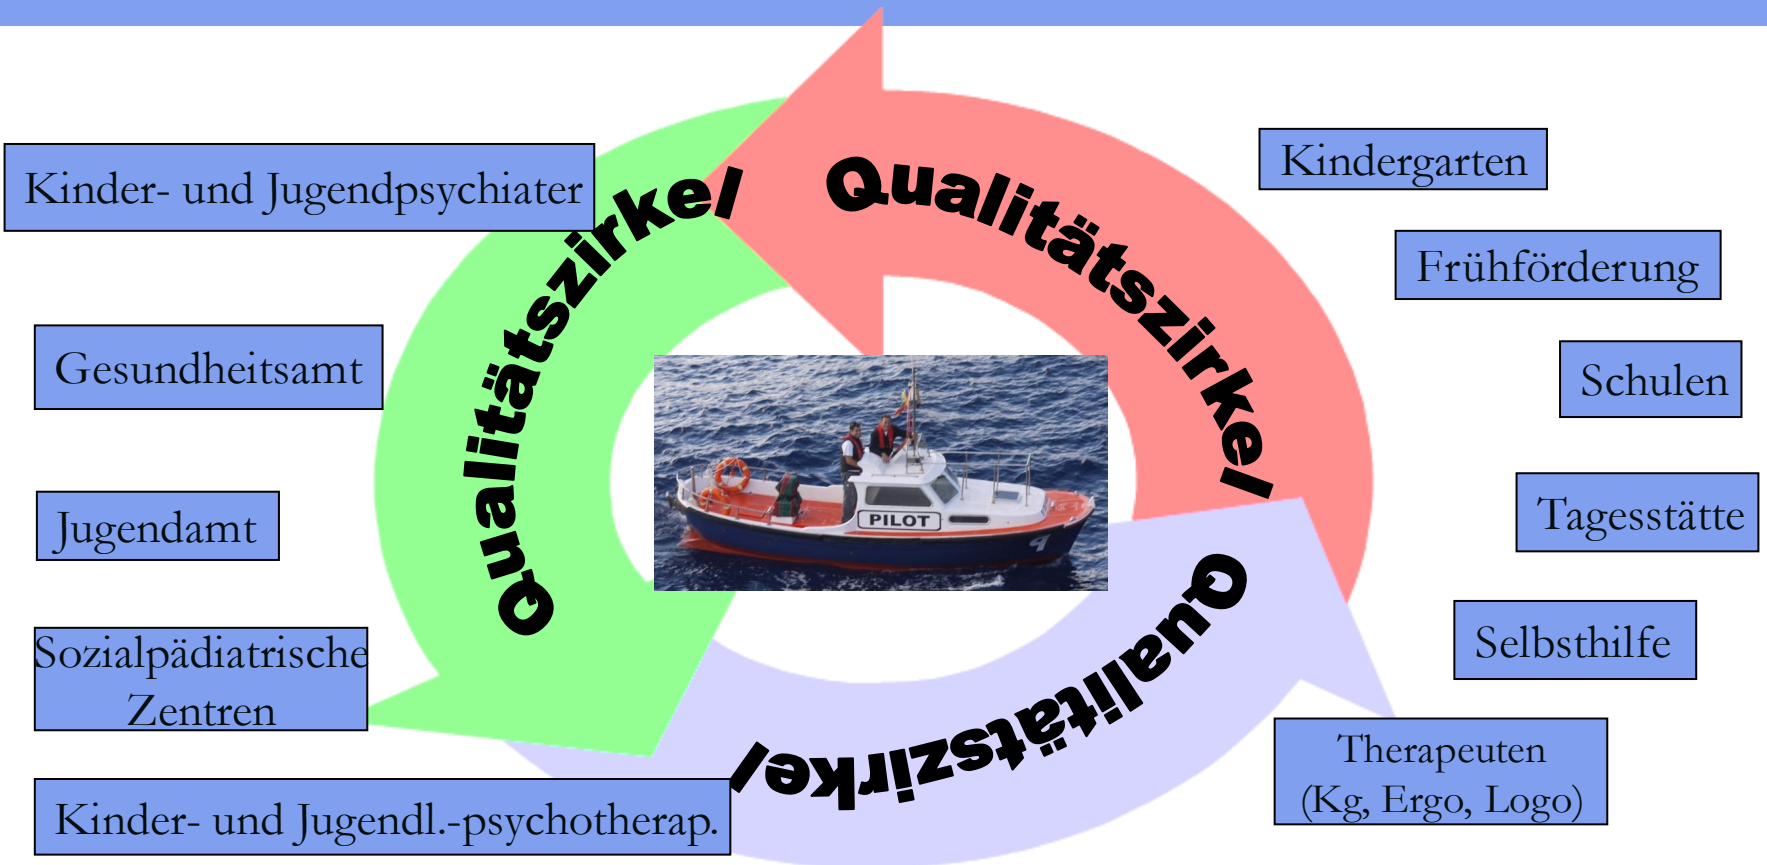 Kinder- und Jugendpsychiater
Gesundheitsamt
Jugendamt
Sozialpädiatrische
Zentren
Kinder- und Jugendl.-psychotherap.
Qualitätszirkel
Qualitätszirkel
Qualitätszirkel
PILOT
q
Kindergarten
Frühförderung
Schulen
Tagesstätte
Selbsthilfe
Therapeuten
(Kg, Ergo, Logo)